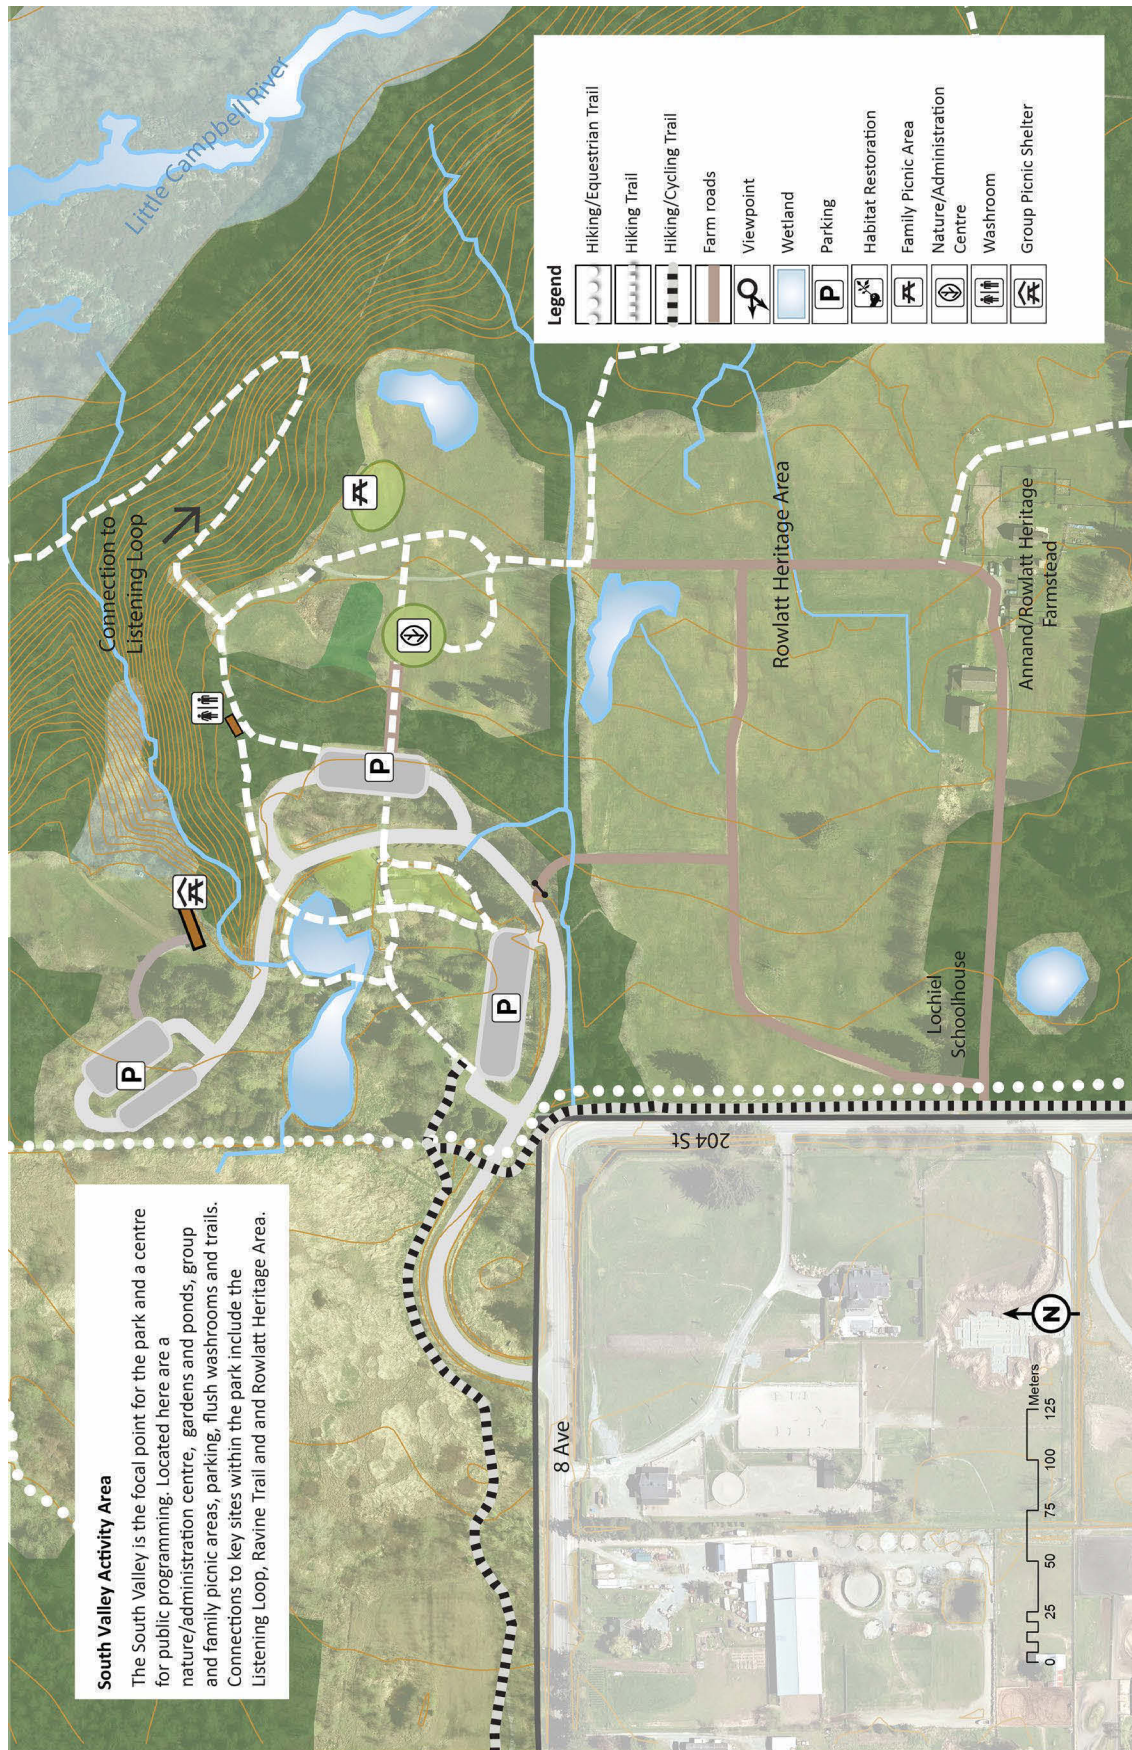 South Valley Activity Area
The South Valley is the focal point for the park and a centre
for public programming. Located here are a
nature/administration centre, gardens and ponds, group
and family picnic areas, parking, flush washrooms and trails.
Connections to key sites within the park include the
Listening Loop, Ravine Trail and and Rowlatt Heritage Area.
Connection to
Listening Loop
Little Campbell River
P
P
P
8 Ave
204 St
Rowlatt Heritage Area
Lochiel
Schoolhouse
Annand/Rowlatt Heritage
Farmstead
Legend
Hiking/Equestrian Trail
Hiking Trail
Hiking/Cycling Trail
Farm roads
Viewpoint
Wetland
P Parking
Habitat Restoration
Family Picnic Area
Nature/Administration
Centre
Washroom
Group Picnic Shelter
N
0 25 50 75 100 125
Meters